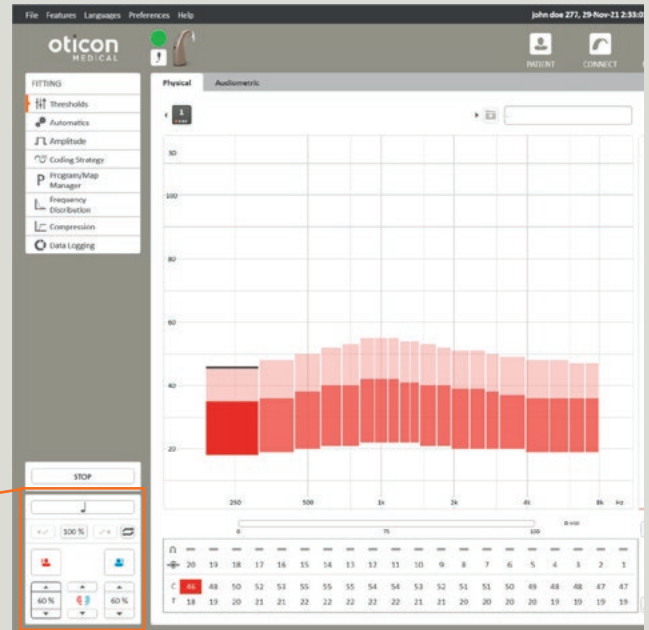 File Features Languages Preferences Help
John doe 277, 29-Nov-21 2:33:0
oticon
MEDICAL
PATIENT CONNECT
FITTING
Thresholds
Automatics
Amplitude
Coding Strategy
P Program/Map
Manager
Frequency
Distribution
Compression
Data Logging
STOP
100 %
60 % 60 %
Physical Audiometric
1
100
80
60
40
20
250 500 1k 2k 4k 8k Hz
0 75 100
20 19 18 17 16 15 14 13 12 11 10 9 8 7 6 5 4 3 2 1
C 46 48 50 52 53 55 55 55 54 54 53 52 51 51 50 49 48 48 47 47
T 18 19 20 21 21 22 22 22 22 22 21 21 20 20 20 20 19 19 19 19